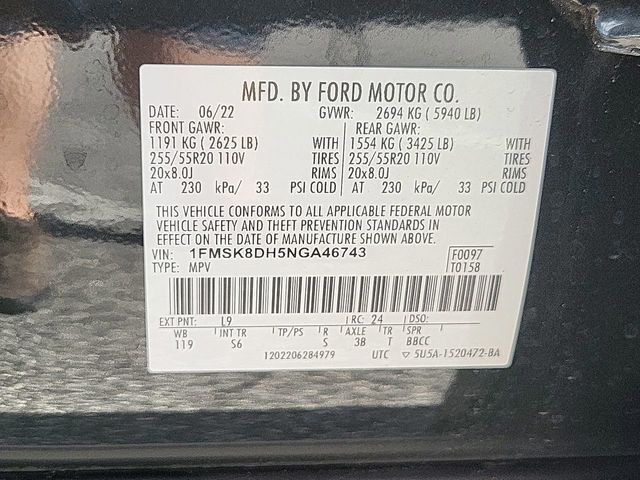 MFD. BY FORD MOTOR CO.
DATE: 06/22 GVWR: 2694 KG ( 5940 LB)
FRONT GAWR: REAR GAWR:
1191 KG ( 2625 LB) WITH 1554 KG ( 3425 LB) WITH
255/55R20 110V TIRES 255/55R20 110V TIRES
20x8.0J RIMS 20x8.0J RIMS
AT 230 kPa/ 33 PSI COLD AT 230 kPa/ 33 PSI COLD
THIS VEHICLE CONFORMS TO ALL APPLICABLE FEDERAL MOTOR
VEHICLE SAFETY AND THEFT PREVENTION STANDARDS IN
EFFECT ON THE DATE OF MANUFACTURE SHOWN ABOVE.
VIN: 1FMSK8DH5NGA46743 F0097
TYPE: MPV T0158
EXT PNT: L9 RC: 24 DSO:
WB INT TR TP/PS R AXLE TR SPR
119 S6 S 3B T BBCC
1202206284979 UTC ▽ 5U5A-1520472-BA